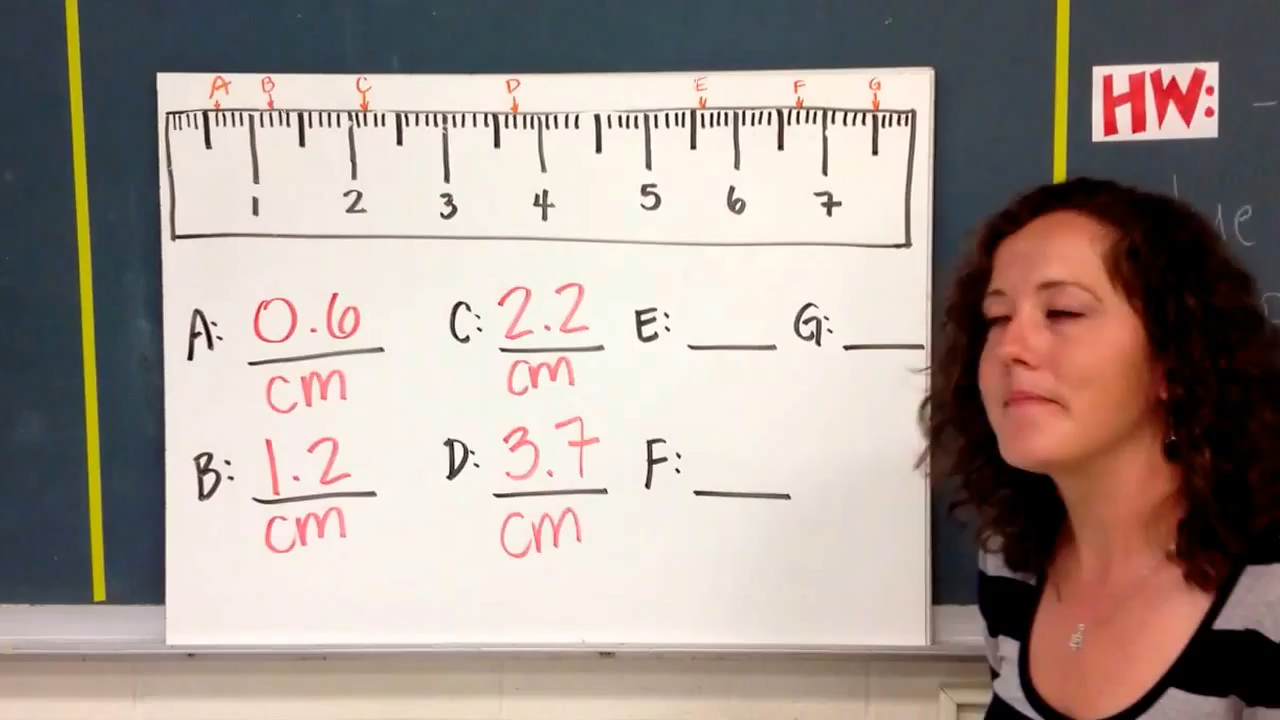 A B C D E F G
HW:
1 2 3 4 5 6 7
A: 0.6 cm
C: 2.2 cm
E: ___
G: ___
B: 1.2 cm
D: 3.7 cm
F: ___